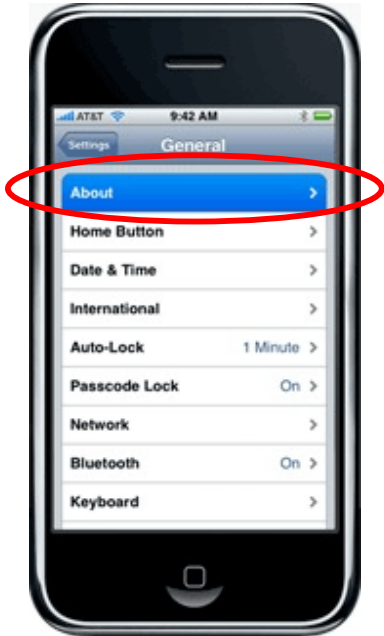 AT&T 9:42 AM
Settings General
About
Home Button
Date & Time
International
Auto-Lock 1 Minute
Passcode Lock On
Network
Bluetooth On
Keyboard